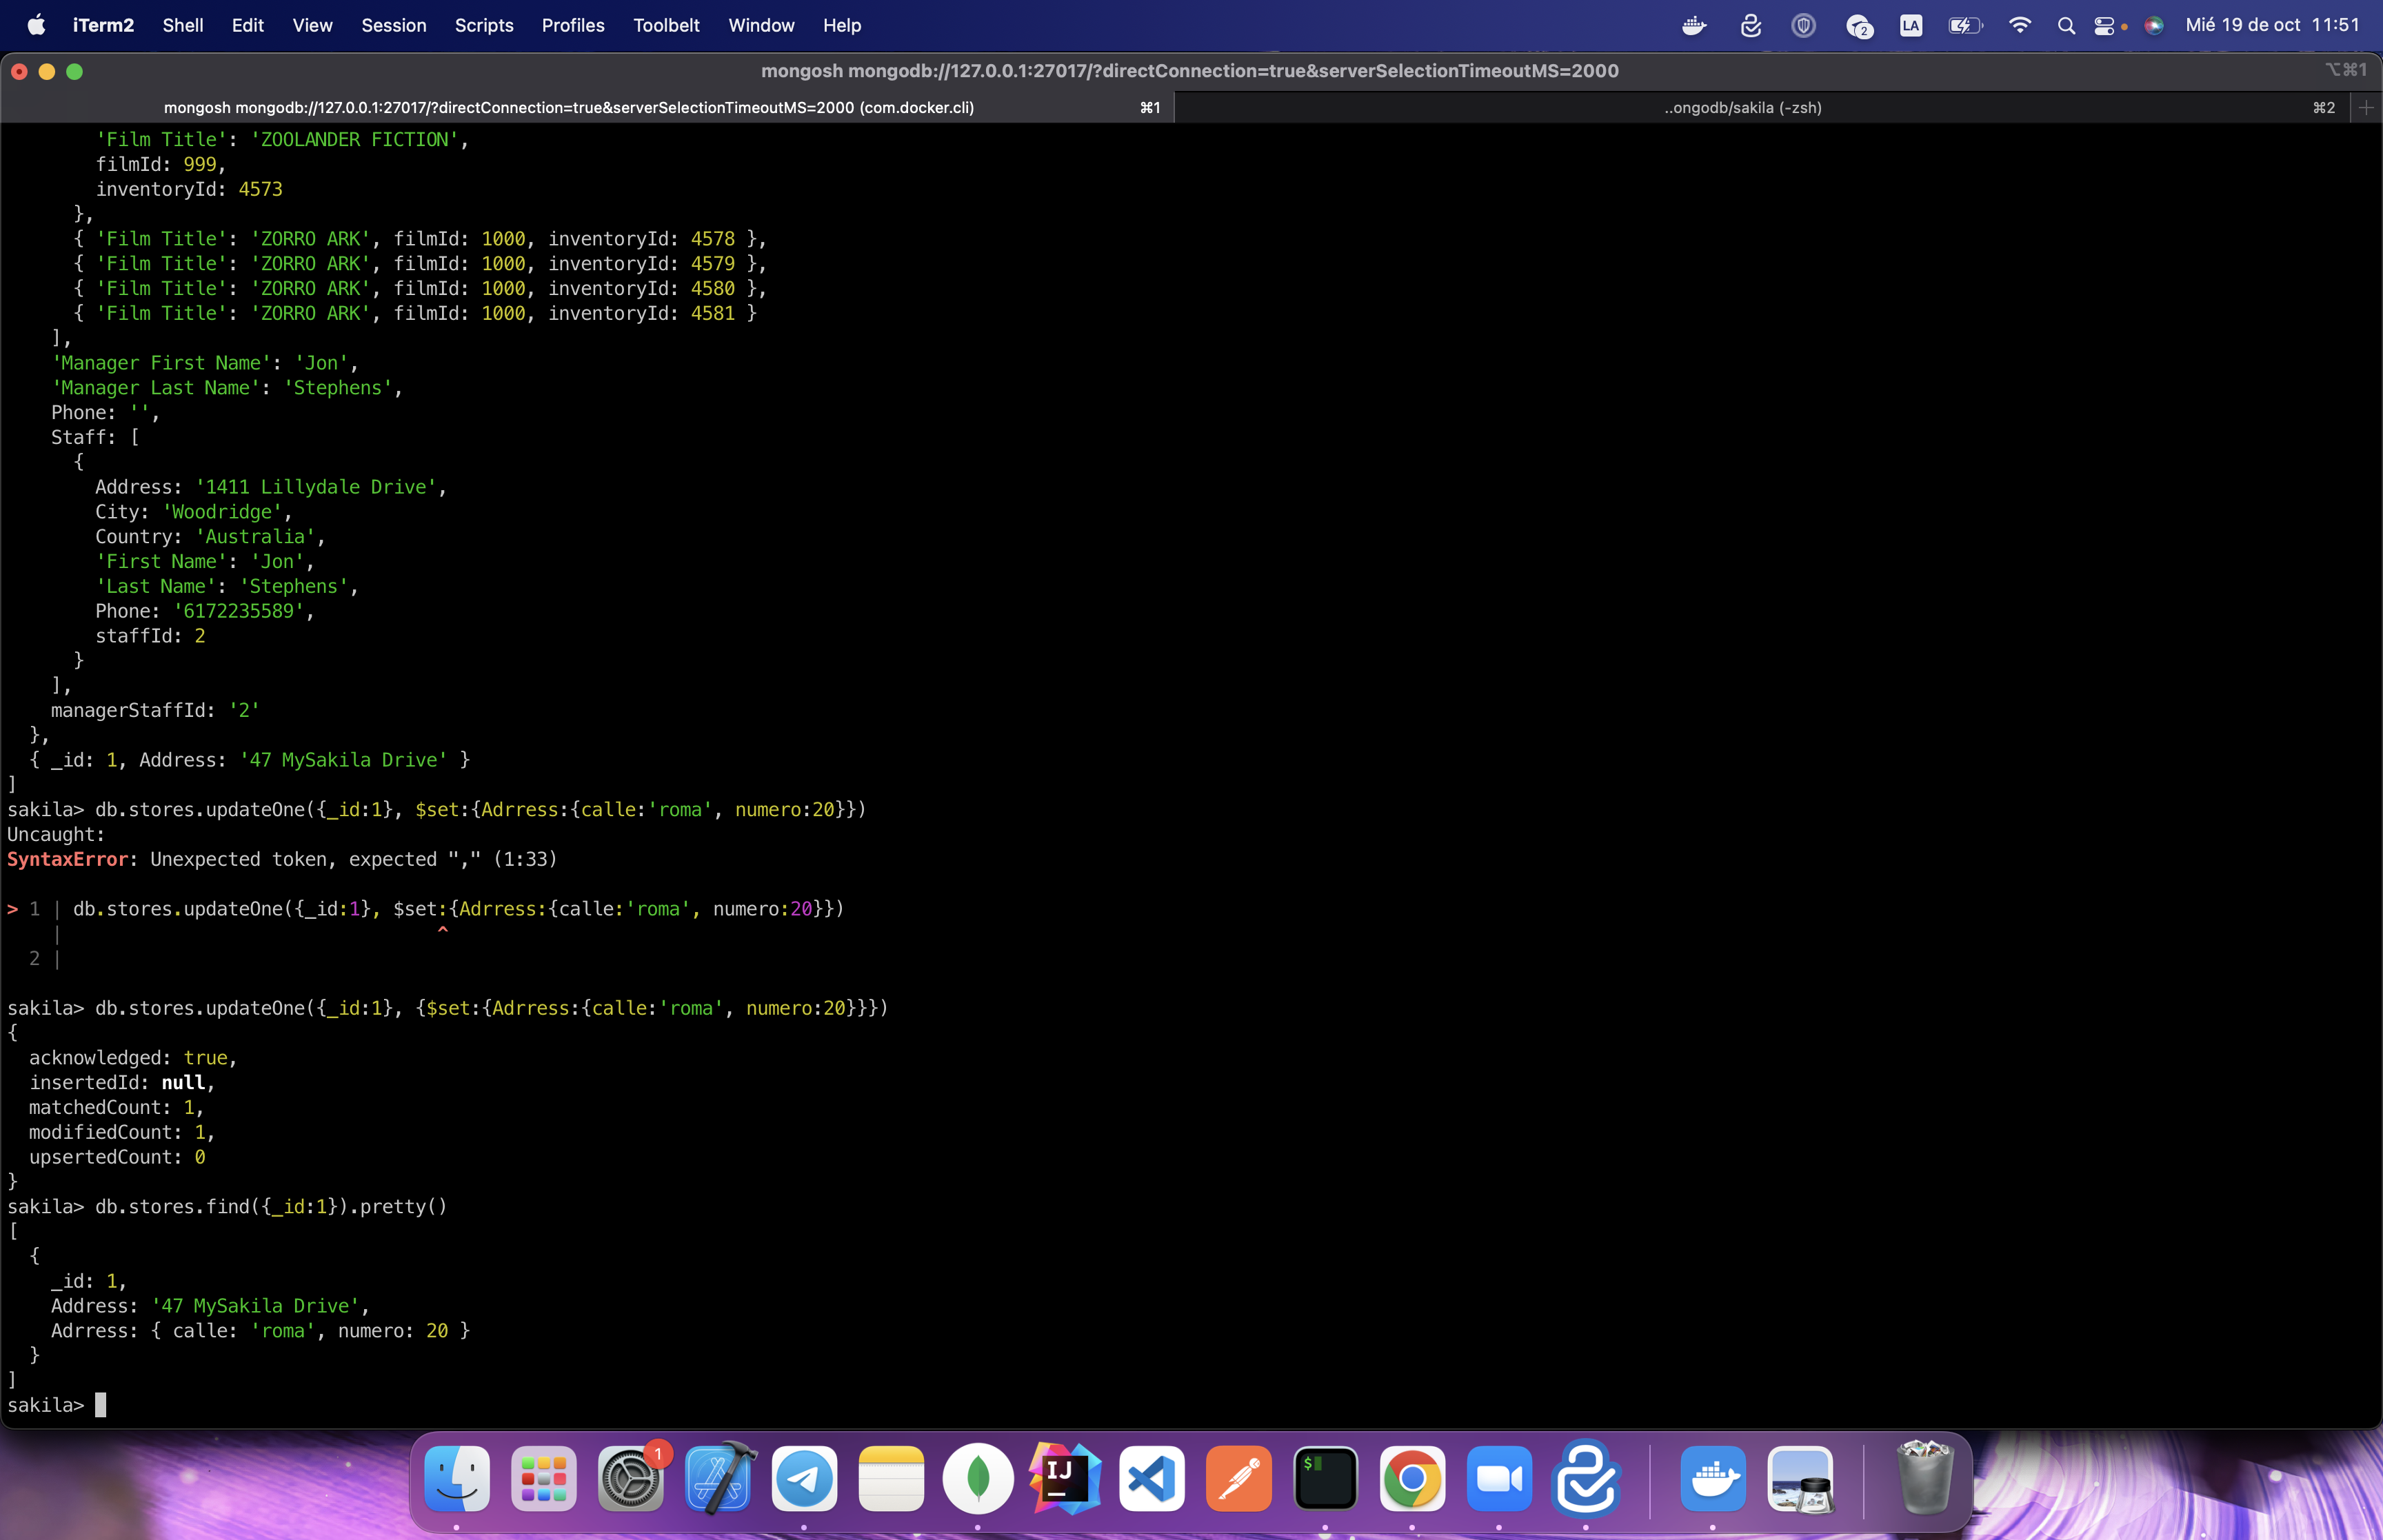 iTerm2 Shell Edit View Session Scripts Profiles Toolbelt Window Help 2 LA Mié 19 de oct 11:51
mongosh mongodb://127.0.0.1:27017/?directConnection=true&serverSelectionTimeoutMS=2000 ⌥⌘1
mongosh mongodb://127.0.0.1:27017/?directConnection=true&serverSelectionTimeoutMS=2000 (com.docker.cli) ⌘1 ..ongodb/sakila (-zsh) ⌘2
'Film Title': 'ZOOLANDER FICTION',
filmId: 999,
inventoryId: 4573
},
{ 'Film Title': 'ZORRO ARK', filmId: 1000, inventoryId: 4578 },
{ 'Film Title': 'ZORRO ARK', filmId: 1000, inventoryId: 4579 },
{ 'Film Title': 'ZORRO ARK', filmId: 1000, inventoryId: 4580 },
{ 'Film Title': 'ZORRO ARK', filmId: 1000, inventoryId: 4581 }
],
'Manager First Name': 'Jon',
'Manager Last Name': 'Stephens',
Phone: '',
Staff: [
{
Address: '1411 Lillydale Drive',
City: 'Woodridge',
Country: 'Australia',
'First Name': 'Jon',
'Last Name': 'Stephens',
Phone: '6172235589',
staffId: 2
}
],
managerStaffId: '2'
},
{ _id: 1, Address: '47 MySakila Drive' }
]
sakila> db.stores.updateOne({_id:1}, $set:{Adrress:{calle:'roma', numero:20}})
Uncaught:
SyntaxError: Unexpected token, expected "," (1:33)
> 1 | db.stores.updateOne({_id:1}, $set:{Adrress:{calle:'roma', numero:20}})
| ^
2 |
sakila> db.stores.updateOne({_id:1}, {$set:{Adrress:{calle:'roma', numero:20}}})
{
acknowledged: true,
insertedId: null,
matchedCount: 1,
modifiedCount: 1,
upsertedCount: 0
}
sakila> db.stores.find({_id:1}).pretty()
[
{
_id: 1,
Address: '47 MySakila Drive',
Adrress: { calle: 'roma', numero: 20 }
}
]
sakila>
1 IJ $